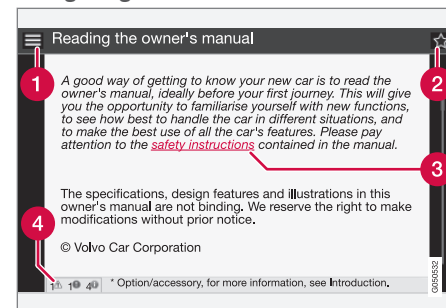 Reading the owner's manual
1
2
A good way of getting to know your new car is to read the
owner's manual, ideally before your first journey. This will give
you the opportunity to familiarise yourself with new functions,
to see how best to handle the car in different situations, and
to make the best use of all the car's features. Please pay
attention to the safety instructions contained in the manual.
3
The specifications, design features and illustrations in this
owner's manual are not binding. We reserve the right to make
modifications without prior notice.
© Volvo Car Corporation
4
1 1 4 * Option/accessory, for more information, see Introduction.
G050532